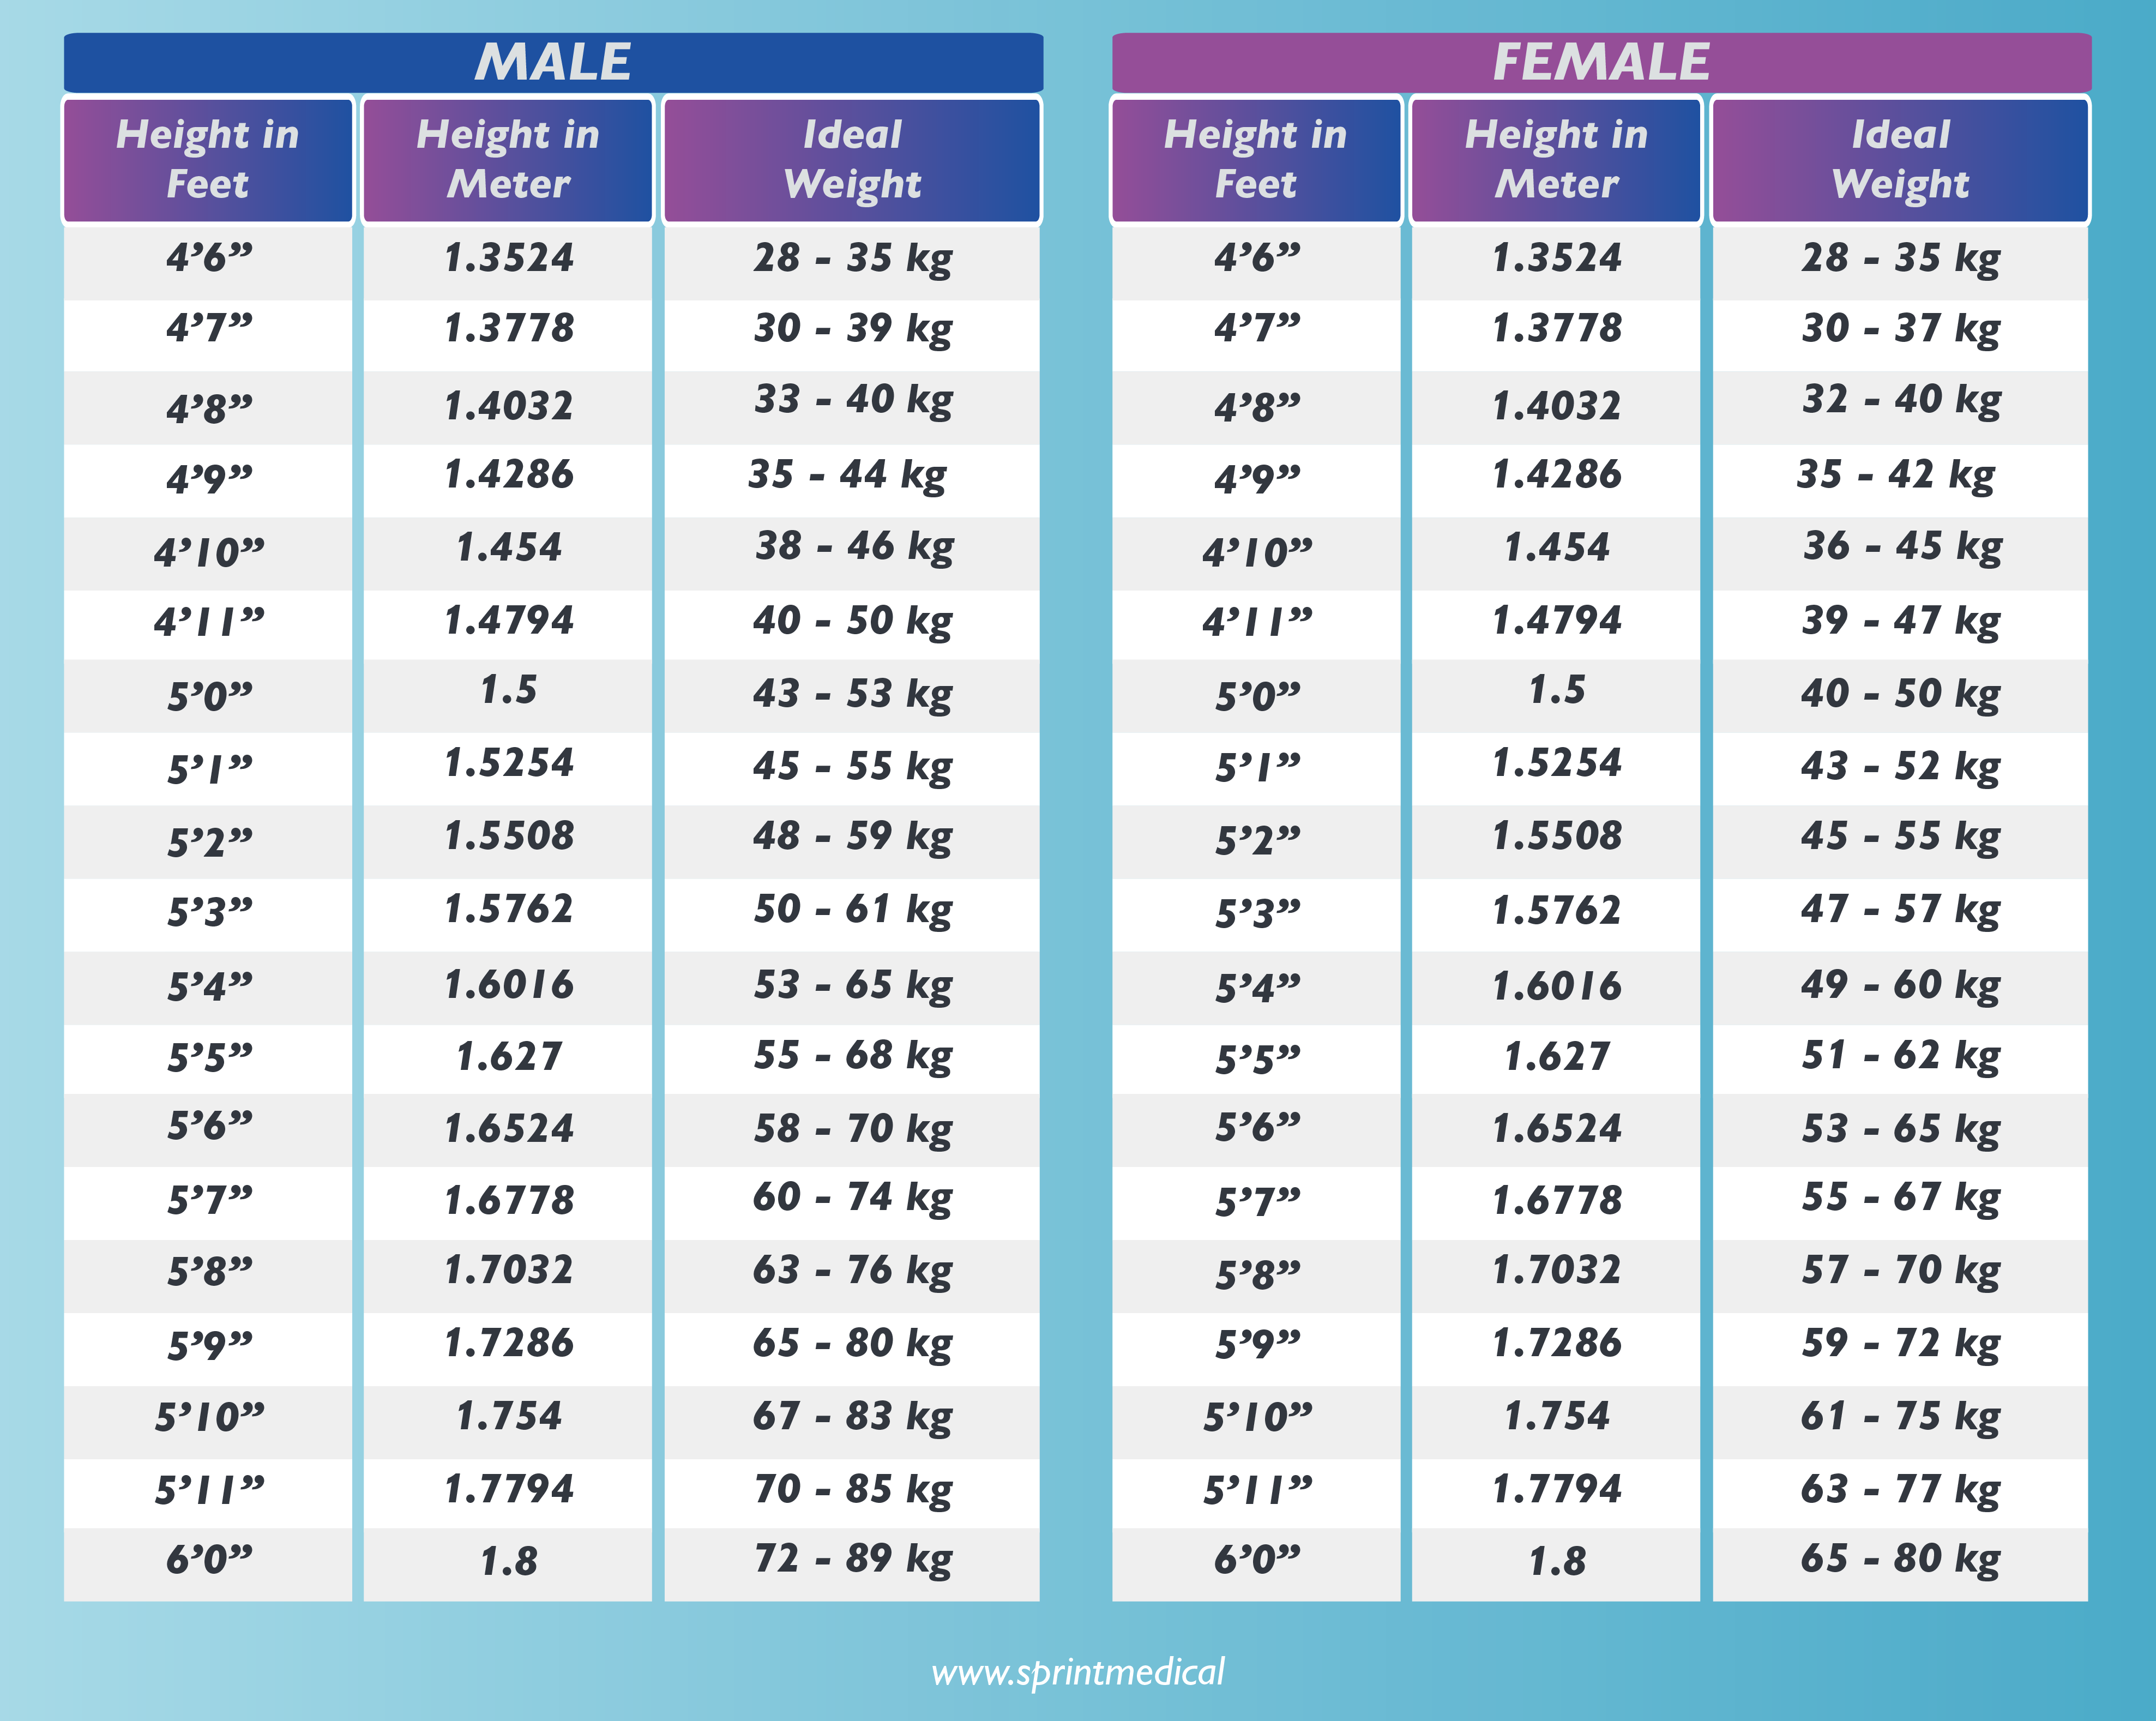 MALE
Height in Feet Height in Meter Ideal Weight
4’6” 1.3524 28 - 35 kg
4’7” 1.3778 30 - 39 kg
4’8” 1.4032 33 - 40 kg
4’9” 1.4286 35 - 44 kg
4’10” 1.454 38 - 46 kg
4’11” 1.4794 40 - 50 kg
5’0” 1.5 43 - 53 kg
5’1” 1.5254 45 - 55 kg
5’2” 1.5508 48 - 59 kg
5’3” 1.5762 50 - 61 kg
5’4” 1.6016 53 - 65 kg
5’5” 1.627 55 - 68 kg
5’6” 1.6524 58 - 70 kg
5’7” 1.6778 60 - 74 kg
5’8” 1.7032 63 - 76 kg
5’9” 1.7286 65 - 80 kg
5’10” 1.754 67 - 83 kg
5’11” 1.7794 70 - 85 kg
6’0” 1.8 72 - 89 kg
FEMALE
Height in Feet Height in Meter Ideal Weight
4’6” 1.3524 28 - 35 kg
4’7” 1.3778 30 - 37 kg
4’8” 1.4032 32 - 40 kg
4’9” 1.4286 35 - 42 kg
4’10” 1.454 36 - 45 kg
4’11” 1.4794 39 - 47 kg
5’0” 1.5 40 - 50 kg
5’1” 1.5254 43 - 52 kg
5’2” 1.5508 45 - 55 kg
5’3” 1.5762 47 - 57 kg
5’4” 1.6016 49 - 60 kg
5’5” 1.627 51 - 62 kg
5’6” 1.6524 53 - 65 kg
5’7” 1.6778 55 - 67 kg
5’8” 1.7032 57 - 70 kg
5’9” 1.7286 59 - 72 kg
5’10” 1.754 61 - 75 kg
5’11” 1.7794 63 - 77 kg
6’0” 1.8 65 - 80 kg
www.sprintmedical